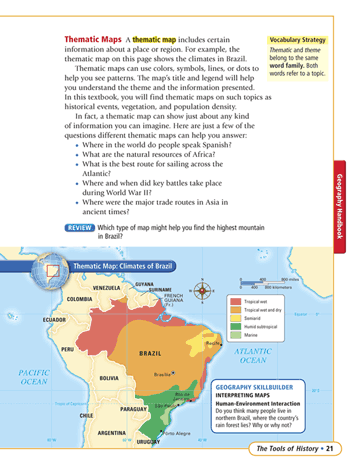 Thematic Maps A thematic map includes certain
information about a place or region. For example, the
thematic map on this page shows the climates of Brazil.
Thematic maps can use colors, symbols, lines, or dots to
help you see patterns. The map's title and legend will help
you understand the theme and the information presented.
In this textbook, you will find thematic maps on such topics as
historical events, vegetation, and population density.
In fact, a thematic map can show just about any kind
of information you can imagine. Here are just a few of the
questions different thematic maps can help you answer:
• Where in the world do people speak Spanish?
• What are the natural resources of Africa?
• What is the best route for sailing across the
Atlantic?
• Where and when did key battles take place
during World War II?
• Where were the major trade routes in Asia in
ancient times?
Vocabulary Strategy
Thematic and theme
belong to the same
word family. Both
words refer to a topic.
REVIEW Which type of map might help you find the highest mountain
in Brazil?
Geography Handbook
Thematic Map: Climates of Brazil
VENEZUELA
GUYANA
SURINAME
FRENCH
GUIANA
(Fr.)
COLOMBIA
ECUADOR
PERU
BRAZIL
Recife
Brasília
BOLIVIA
Rio de
Janeiro
São Paulo
PARAGUAY
CHILE
ARGENTINA
Porto Alegre
URUGUAY
PACIFIC
OCEAN
ATLANTIC
OCEAN
Equator 0°
Tropic of Capricorn
0 400 800 miles
0 400 800 kilometers
Tropical wet
Tropical wet and dry
Semiarid
Humid subtropical
Marine
GEOGRAPHY SKILLBUILDER
INTERPRETING MAPS
Human-Environment Interaction
Do you think many people live in
northern Brazil, where the country's
rain forest lies? Why or why not?
The Tools of History • 21